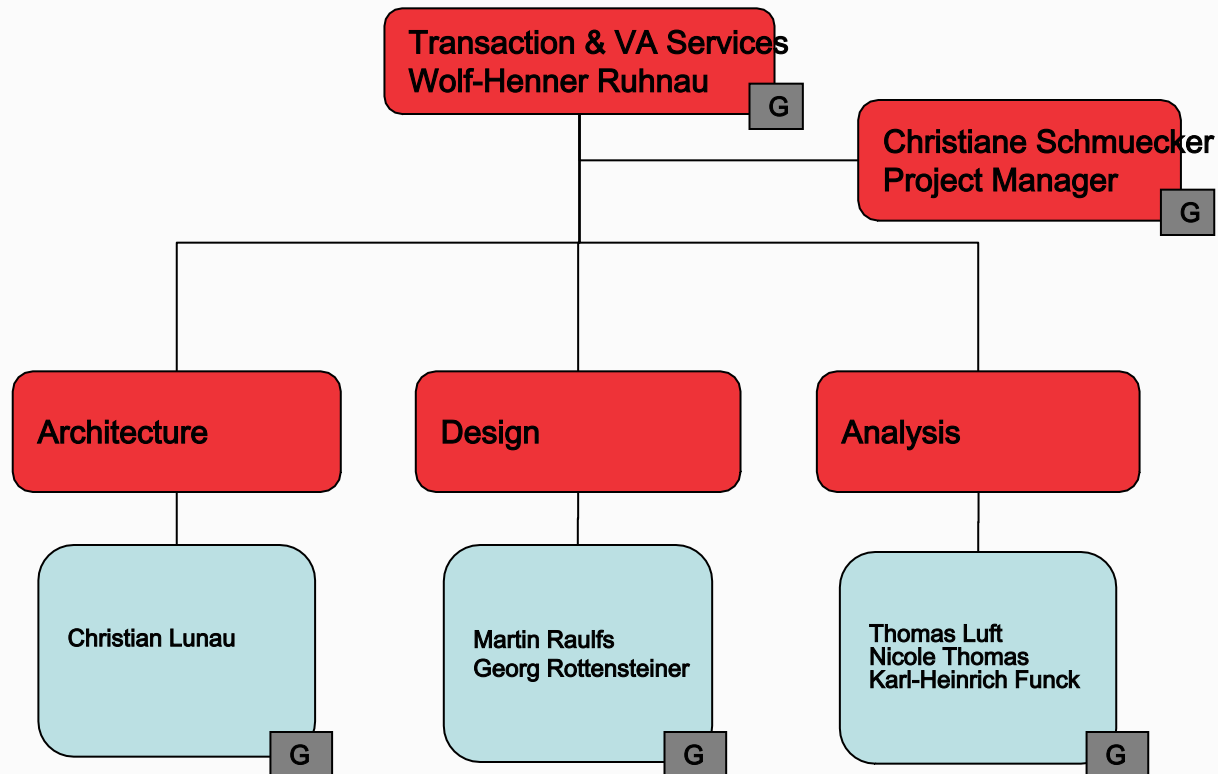 Transaction & VA Services
Wolf-Henner Ruhnau
G
Christiane Schmuecker
Project Manager
G
Architecture
Design
Analysis
Christian Lunau
G
Martin Raulfs
Georg Rottensteiner
G
Thomas Luft
Nicole Thomas
Karl-Heinrich Funck
G